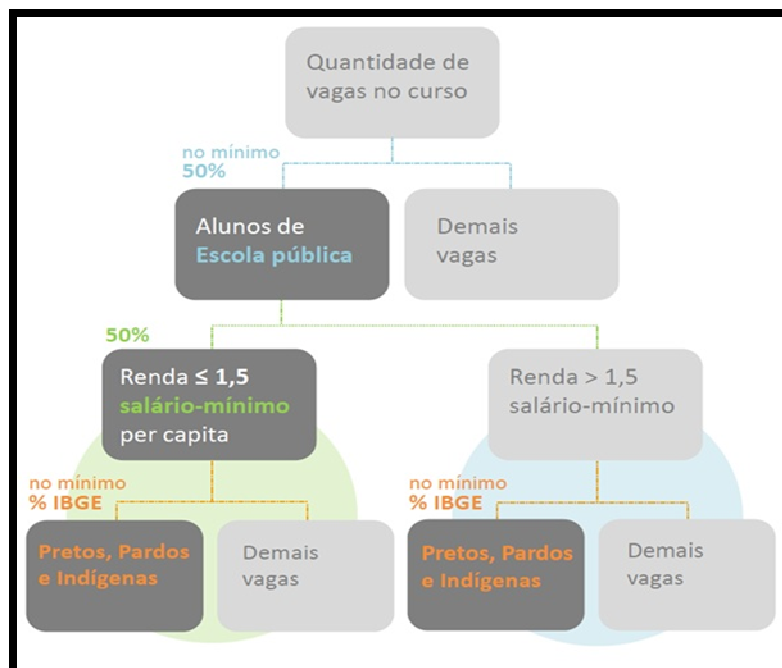 Quantidade de
vagas no curso
no mínimo
50%
Alunos de
Escola pública
Demais
vagas
50%
Renda ≤ 1,5
salário-mínimo
per capita
Renda > 1,5
salário-mínimo
no mínimo
% IBGE
Pretos, Pardos
e Indígenas
Demais
vagas
no mínimo
% IBGE
Pretos, Pardos
e Indígenas
Demais
vagas